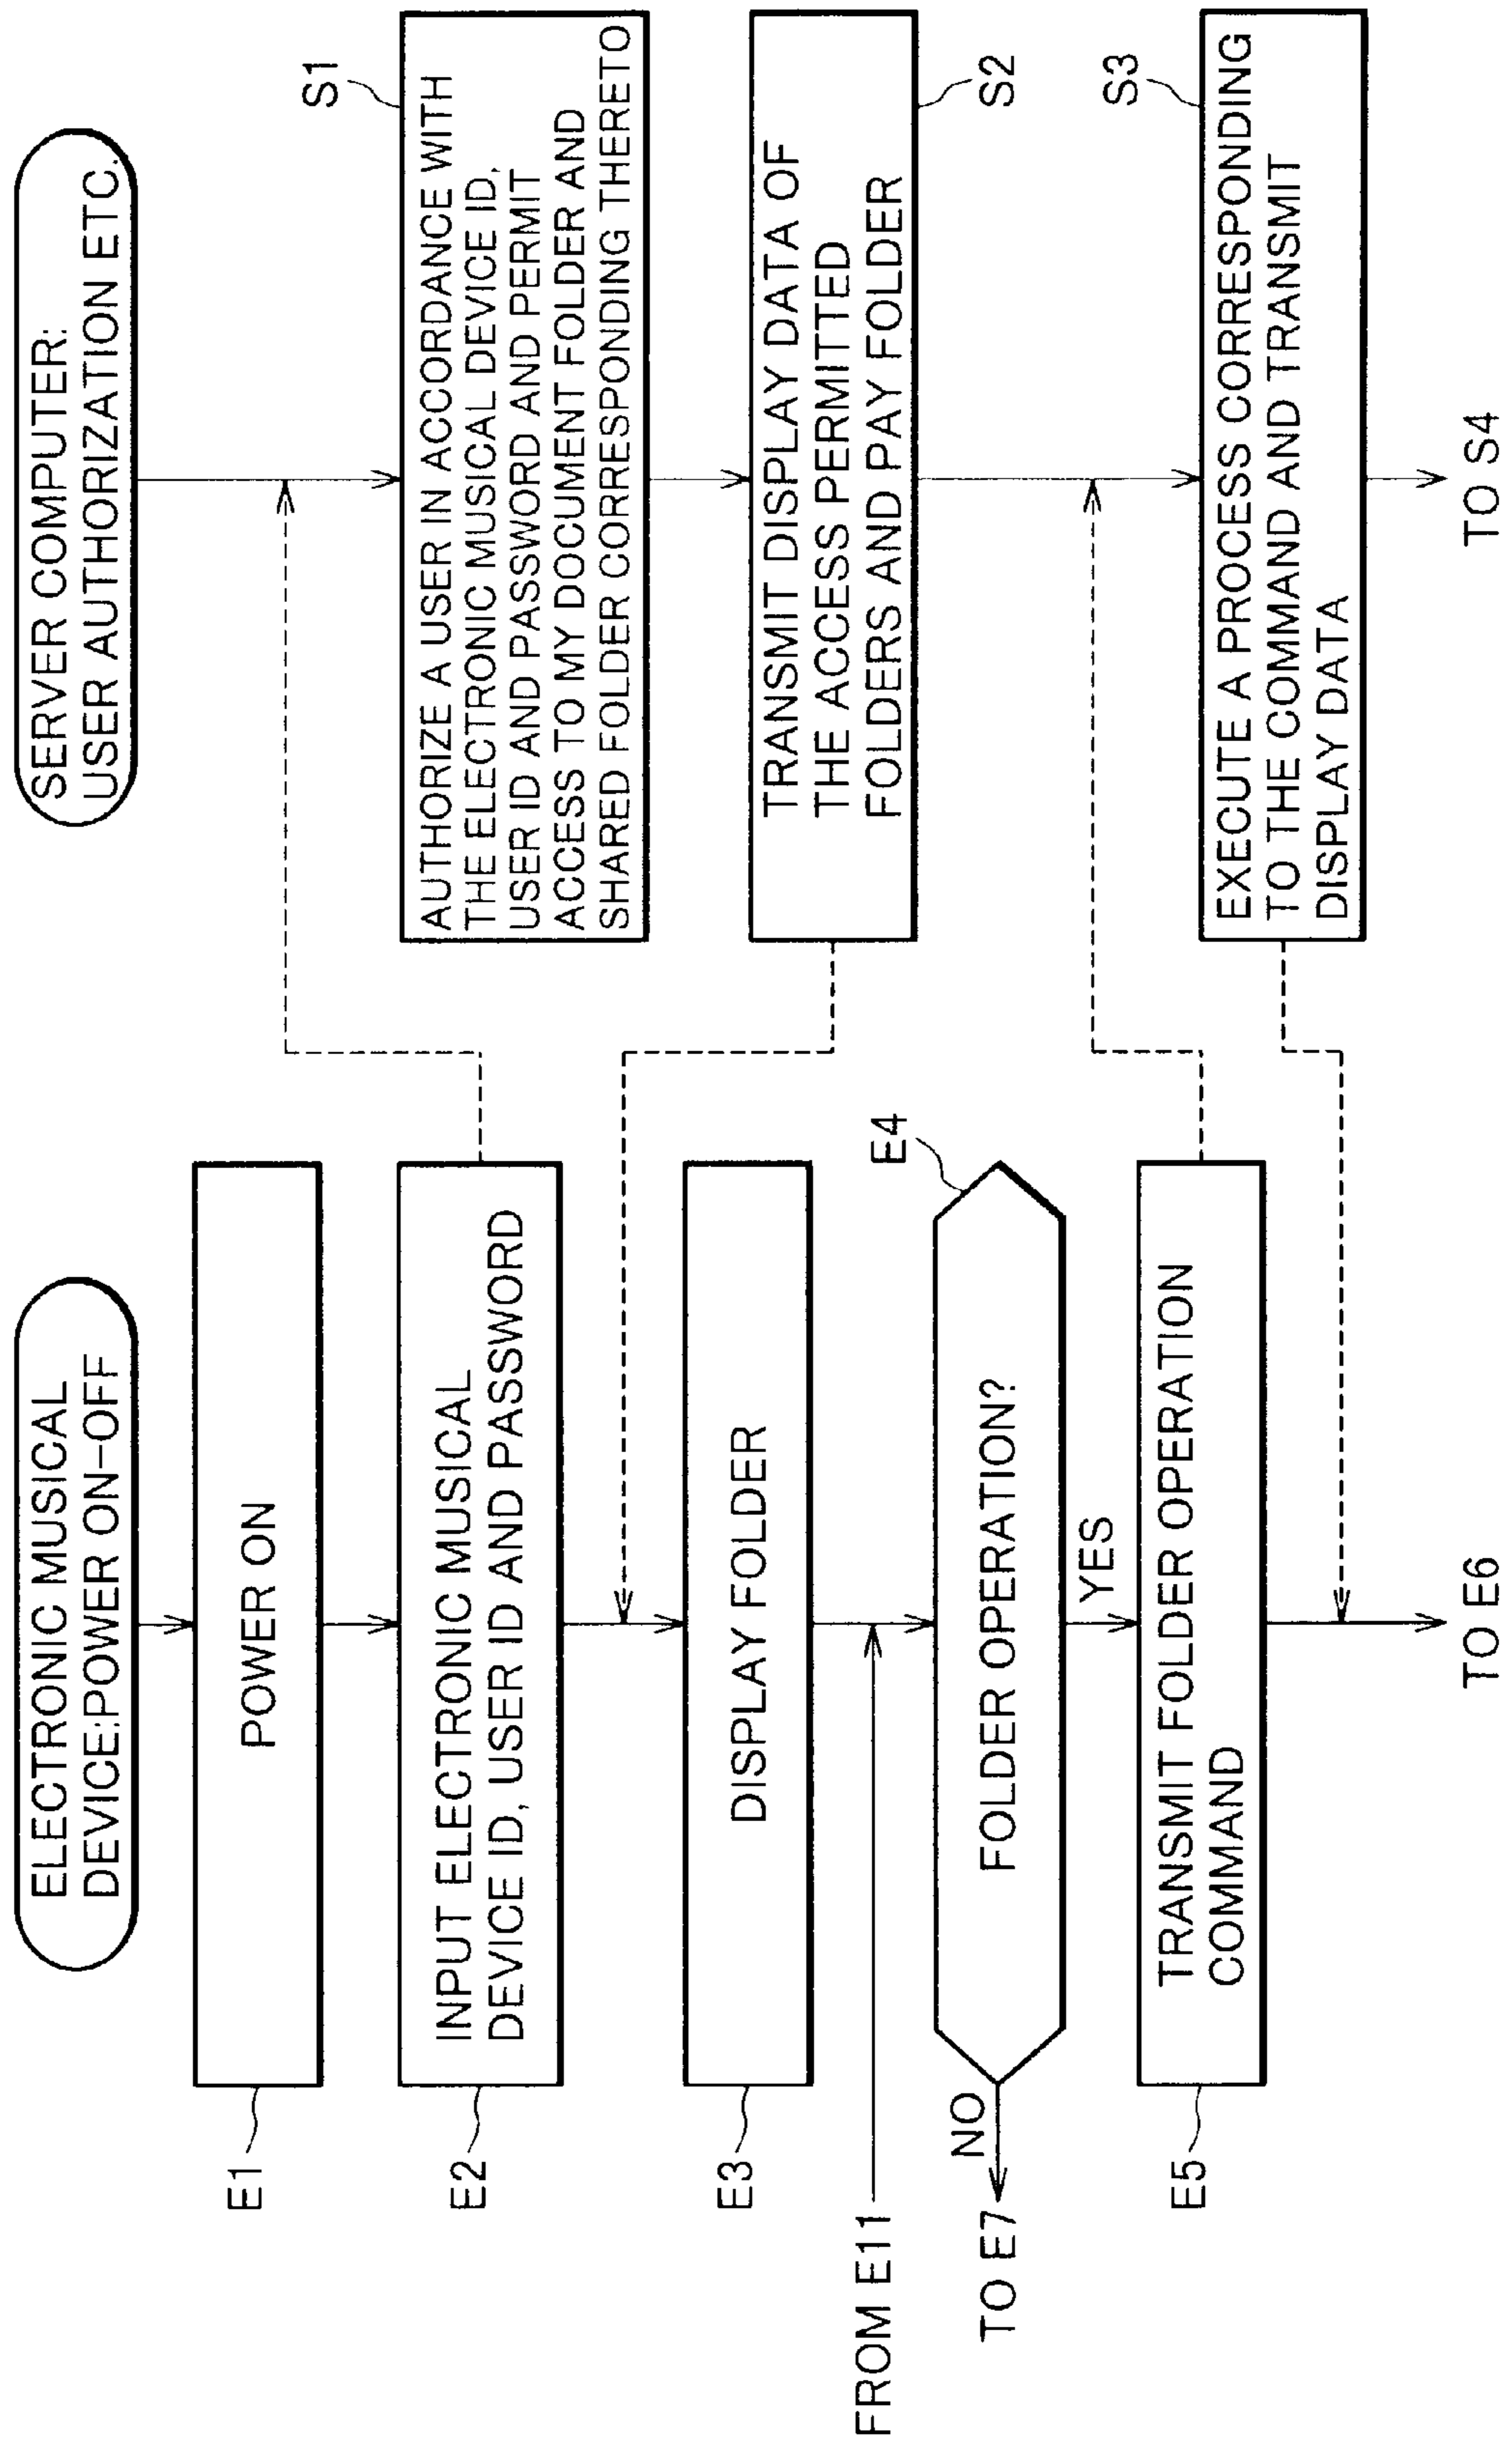 ELECTRONIC MUSICAL
DEVICE:POWER ON-OFF
E1
POWER ON
E2
INPUT ELECTRONIC MUSICAL
DEVICE ID, USER ID AND PASSWORD
E3
DISPLAY FOLDER
FROM E11
E4
FOLDER OPERATION?
NO
TO E7
YES
E5
TRANSMIT FOLDER OPERATION
COMMAND
TO E6
SERVER COMPUTER:
USER AUTHORIZATION ETC.
S1
AUTHORIZE A USER IN ACCORDANCE WITH
THE ELECTRONIC MUSICAL DEVICE ID,
USER ID AND PASSWORD AND PERMIT
ACCESS TO MY DOCUMENT FOLDER AND
SHARED FOLDER CORRESPONDING THERETO
TRANSMIT DISPLAY DATA OF
THE ACCESS PERMITTED
FOLDERS AND PAY FOLDER
S2
S3
EXECUTE A PROCESS CORRESPONDING
TO THE COMMAND AND TRANSMIT
DISPLAY DATA
TO S4